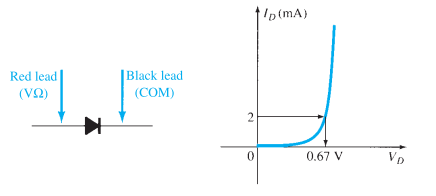 Red lead
(VΩ)
Black lead
(COM)
I_D (mA)
2
0
0.67 V
V_D